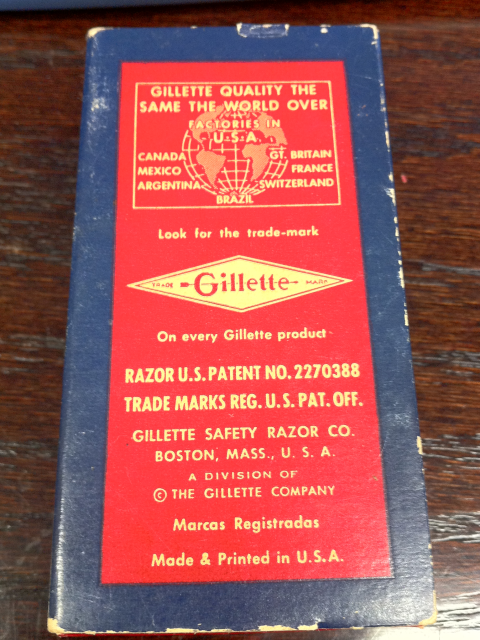 GILLETTE QUALITY THE
SAME THE WORLD OVER
FACTORIES IN
U.S.A.
CANADA GT. BRITAIN
MEXICO FRANCE
ARGENTINA SWITZERLAND
BRAZIL
Look for the trade-mark
TRADE Gillette MARK
On every Gillette product
RAZOR U.S. PATENT NO. 2270388
TRADE MARKS REG. U.S. PAT. OFF.
GILLETTE SAFETY RAZOR CO.
BOSTON, MASS., U. S. A.
A DIVISION OF
© THE GILLETTE COMPANY
Marcas Registradas
Made & Printed in U.S.A.